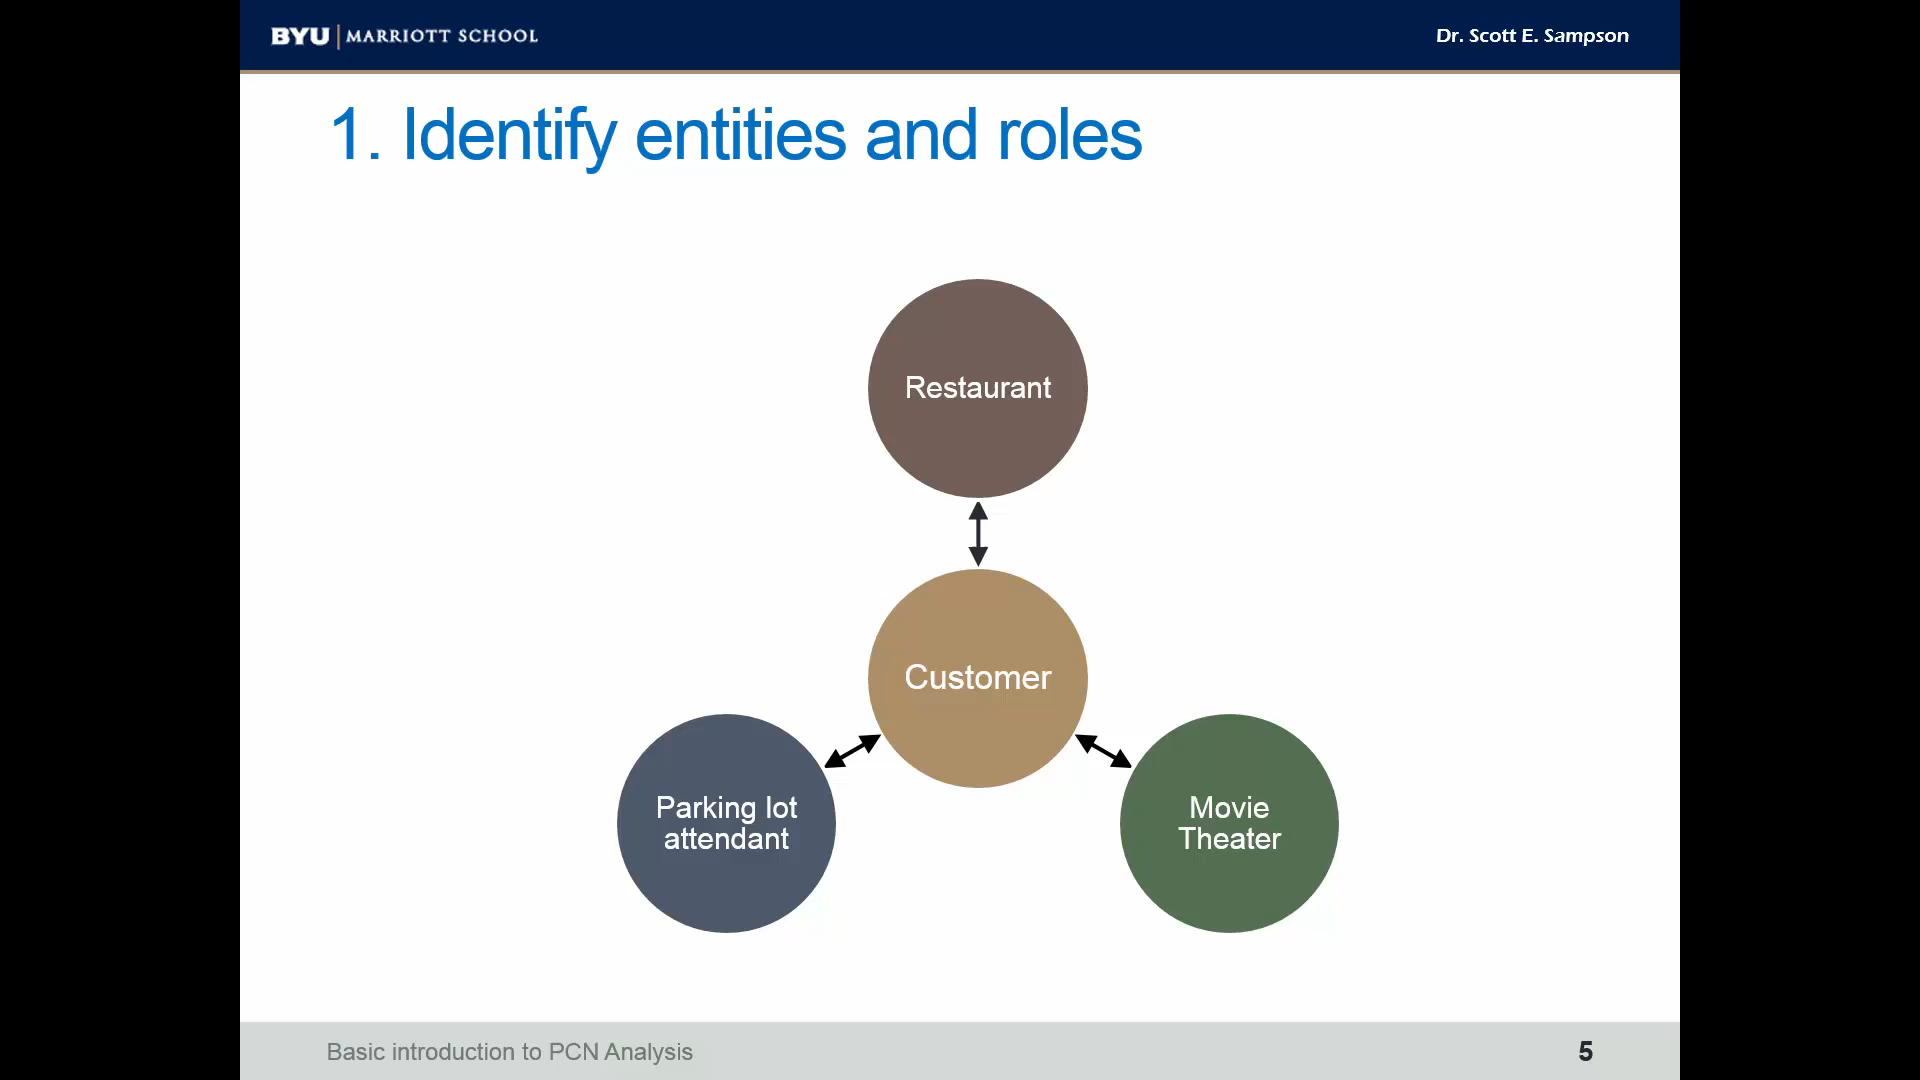 BYU MARRIOTT SCHOOL
Dr. Scott E. Sampson
1. Identify entities and roles
Restaurant
Customer
Parking lot
attendant
Movie
Theater
Basic introduction to PCN Analysis
5